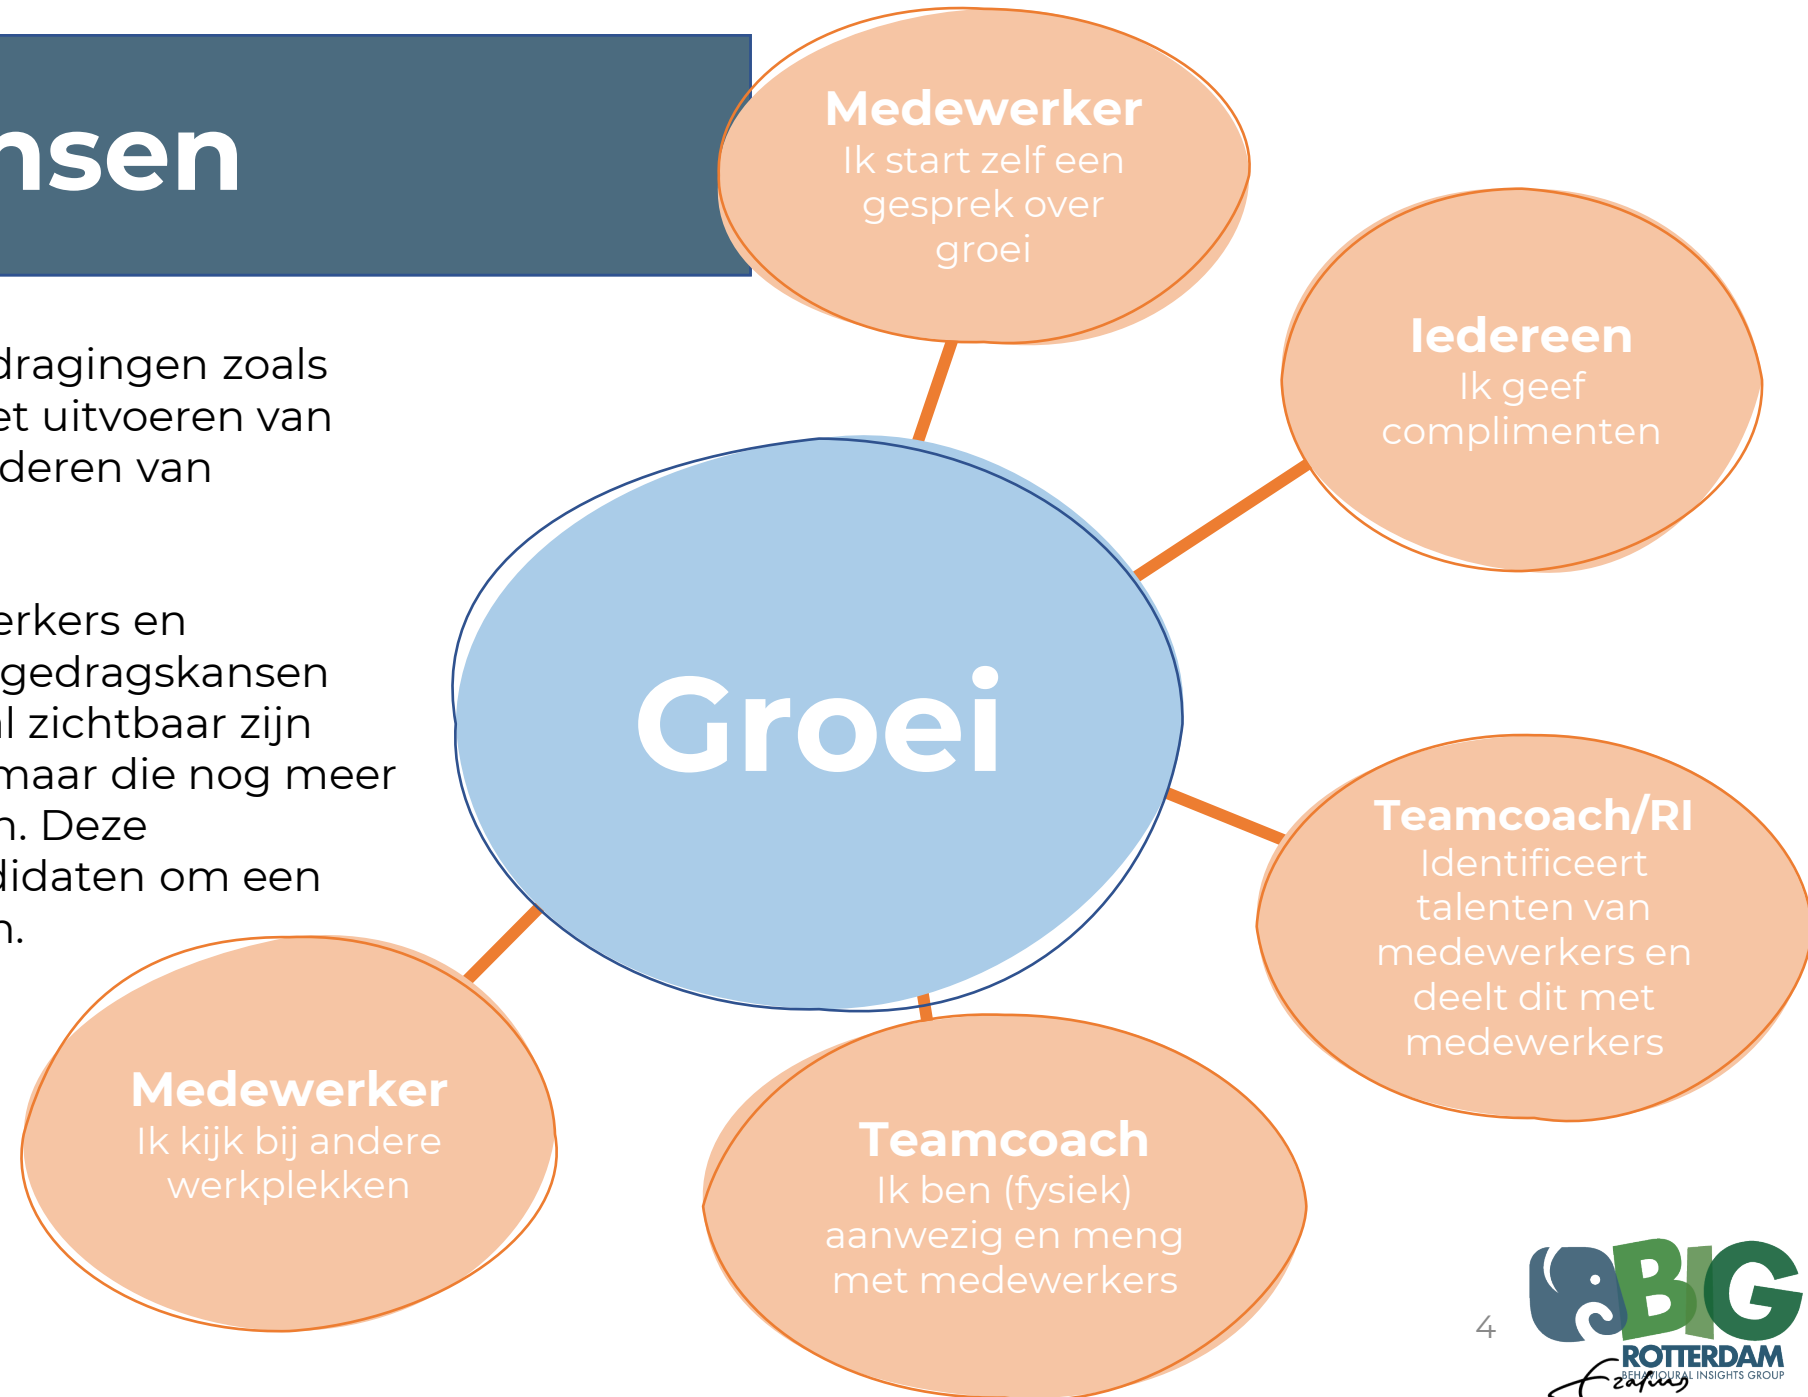 nsen
dragingen zoals
et uitvoeren van
deren van
erkers en
gedragskansen
al zichtbaar zijn
maar die nog meer
n. Deze
didaten om een
n.
Medewerker
Ik start zelf een
gesprek over
groei
Iedereen
Ik geef
complimenten
Groei
Teamcoach/RI
Identificeert
talenten van
medewerkers en
deelt dit met
medewerkers
Medewerker
Ik kijk bij andere
werkplekken
Teamcoach
Ik ben (fysiek)
aanwezig en meng
met medewerkers
4
BIG
ROTTERDAM
BEHAVIOURAL INSIGHTS GROUP
Erasmus